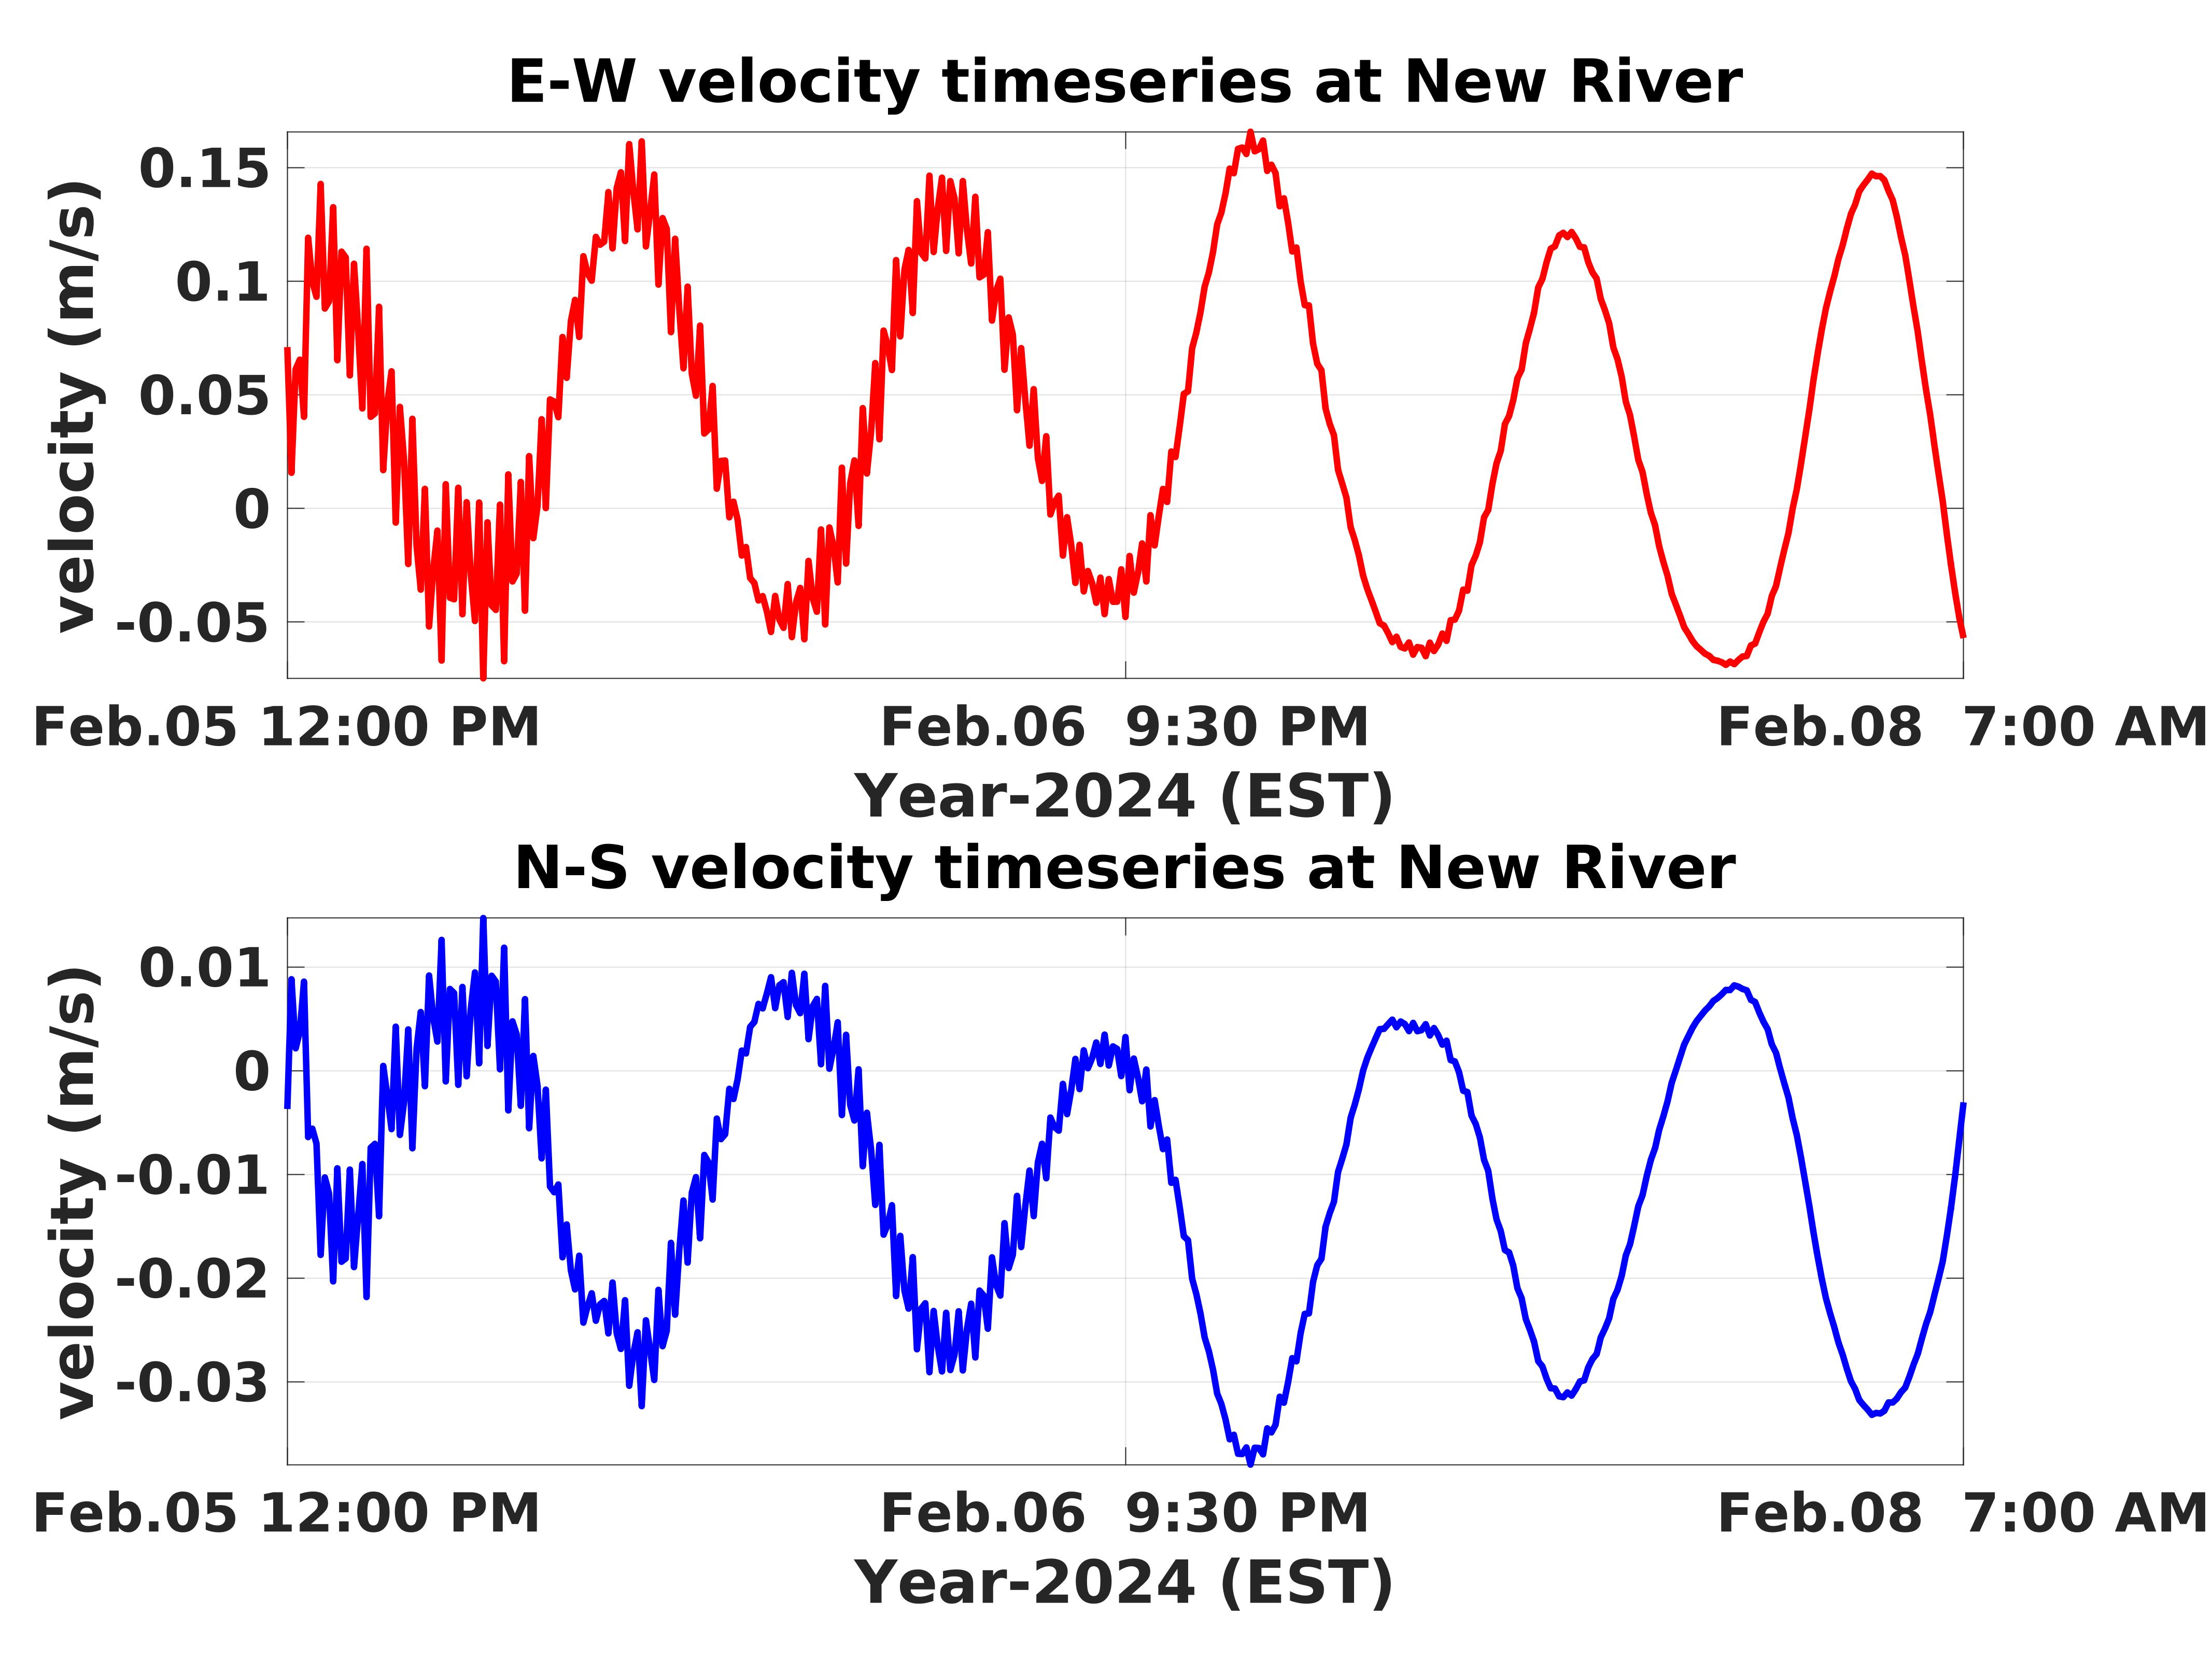 E-W velocity timeseries at New River
velocity (m/s)
0.15
0.1
0.05
0
-0.05
Feb.05 12:00 PM Feb.06 9:30 PM Feb.08 7:00 AM
Year-2024 (EST)
N-S velocity timeseries at New River
velocity (m/s)
0.01
0
-0.01
-0.02
-0.03
Feb.05 12:00 PM Feb.06 9:30 PM Feb.08 7:00 AM
Year-2024 (EST)